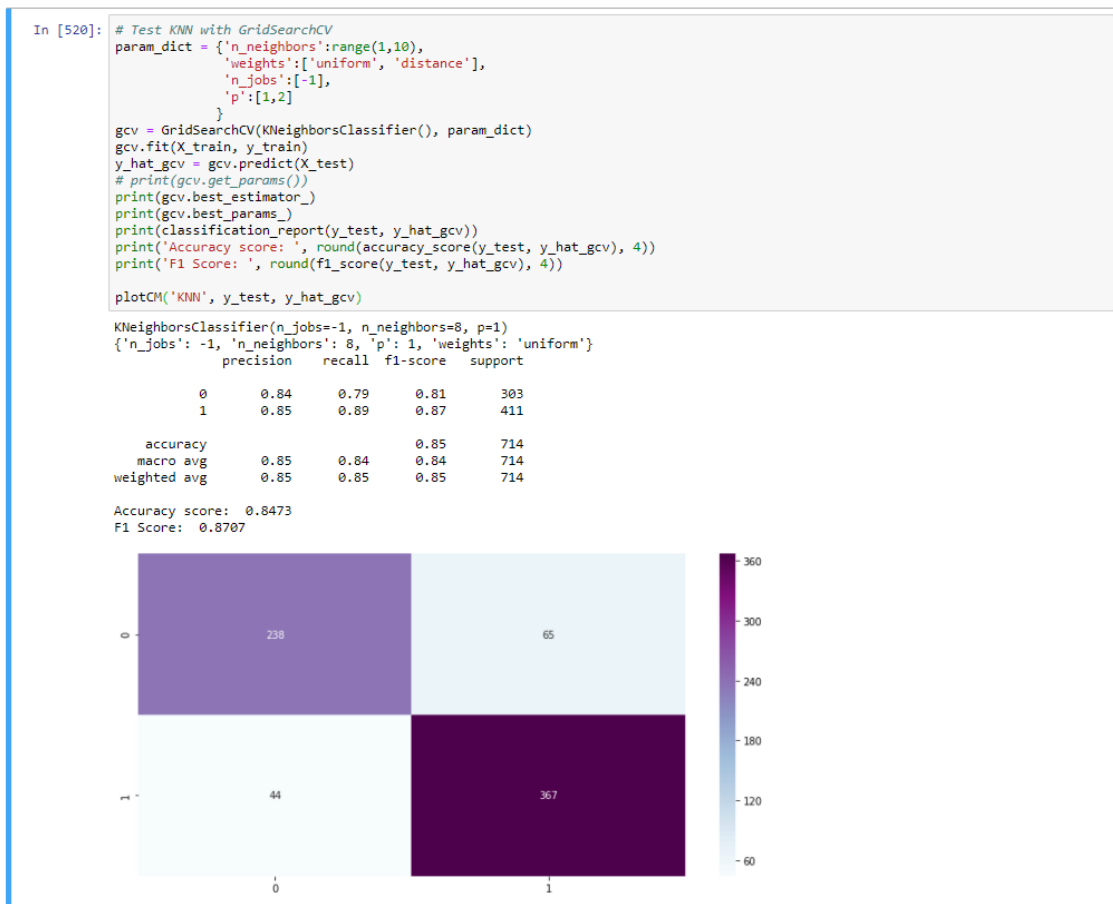 In [520]: # Test KNN with GridSearchCV
param_dict = {'n_neighbors':range(1,10),
'weights':['uniform', 'distance'],
'n_jobs':[-1],
'p':[1,2]
}
gcv = GridSearchCV(KNeighborsClassifier(), param_dict)
gcv.fit(X_train, y_train)
y_hat_gcv = gcv.predict(X_test)
# print(gcv.get_params())
print(gcv.best_estimator_)
print(gcv.best_params_)
print(classification_report(y_test, y_hat_gcv))
print('Accuracy score: ', round(accuracy_score(y_test, y_hat_gcv), 4))
print('F1 Score: ', round(f1_score(y_test, y_hat_gcv), 4))
plotCM('KNN', y_test, y_hat_gcv)
KNeighborsClassifier(n_jobs=-1, n_neighbors=8, p=1)
{'n_jobs': -1, 'n_neighbors': 8, 'p': 1, 'weights': 'uniform'}
precision recall f1-score support
0 0.84 0.79 0.81 303
1 0.85 0.89 0.87 411
accuracy 0.85 714
macro avg 0.85 0.84 0.84 714
weighted avg 0.85 0.85 0.85 714
Accuracy score: 0.8473
F1 Score: 0.8707
360
300
0 238 65
240
180
1 44 367
120
60
0 1